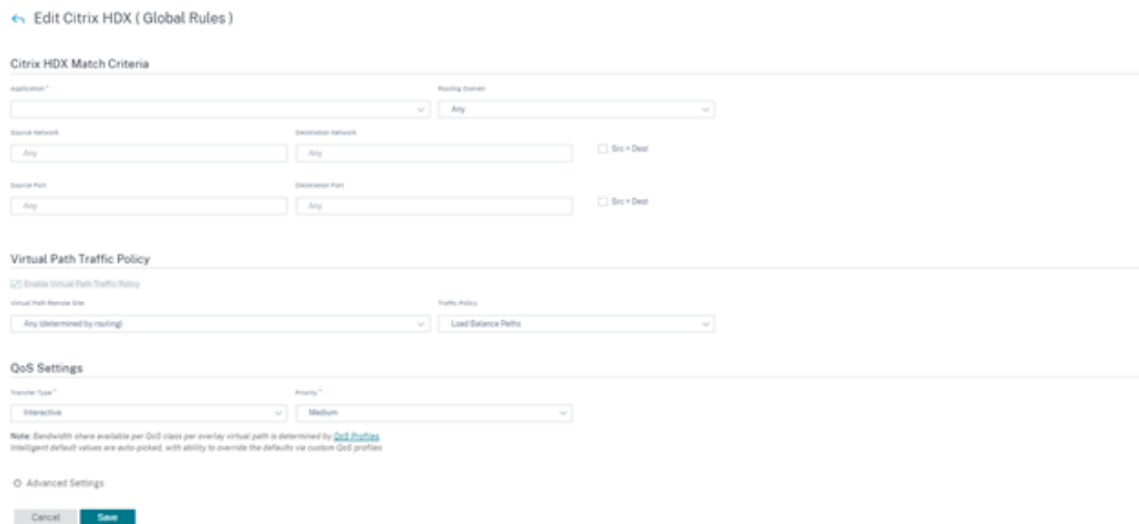 Edit Citrix HDX ( Global Rules )
Citrix HDX Match Criteria
Application *
Routing Domain
Any
Source Network
Destination Network
Any
Any
Src = Dest
Source Port
Destination Port
Any
Any
Src = Dest
Virtual Path Traffic Policy
Enable Virtual Path Traffic Policy
Virtual Path Remote Site
Traffic Policy
Any (determined by routing)
Load Balance Paths
QoS Settings
Transfer Type *
Priority *
Interactive
Medium
Note: Bandwidth share available per QoS class per overlay virtual path is determined by QoS Profiles.
Intelligent default values are auto-picked, with ability to override the defaults via custom QoS profiles
Advanced Settings
Cancel
Save